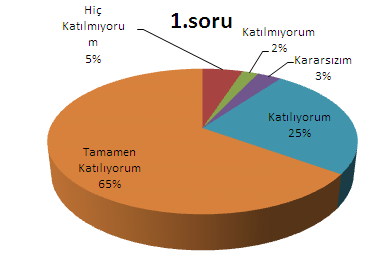 1.soru
Hiç
Katılmıyoru
m
5%
Katılmıyorum
2%
Kararsızım
3%
Katılıyorum
25%
Tamamen
Katılıyorum
65%